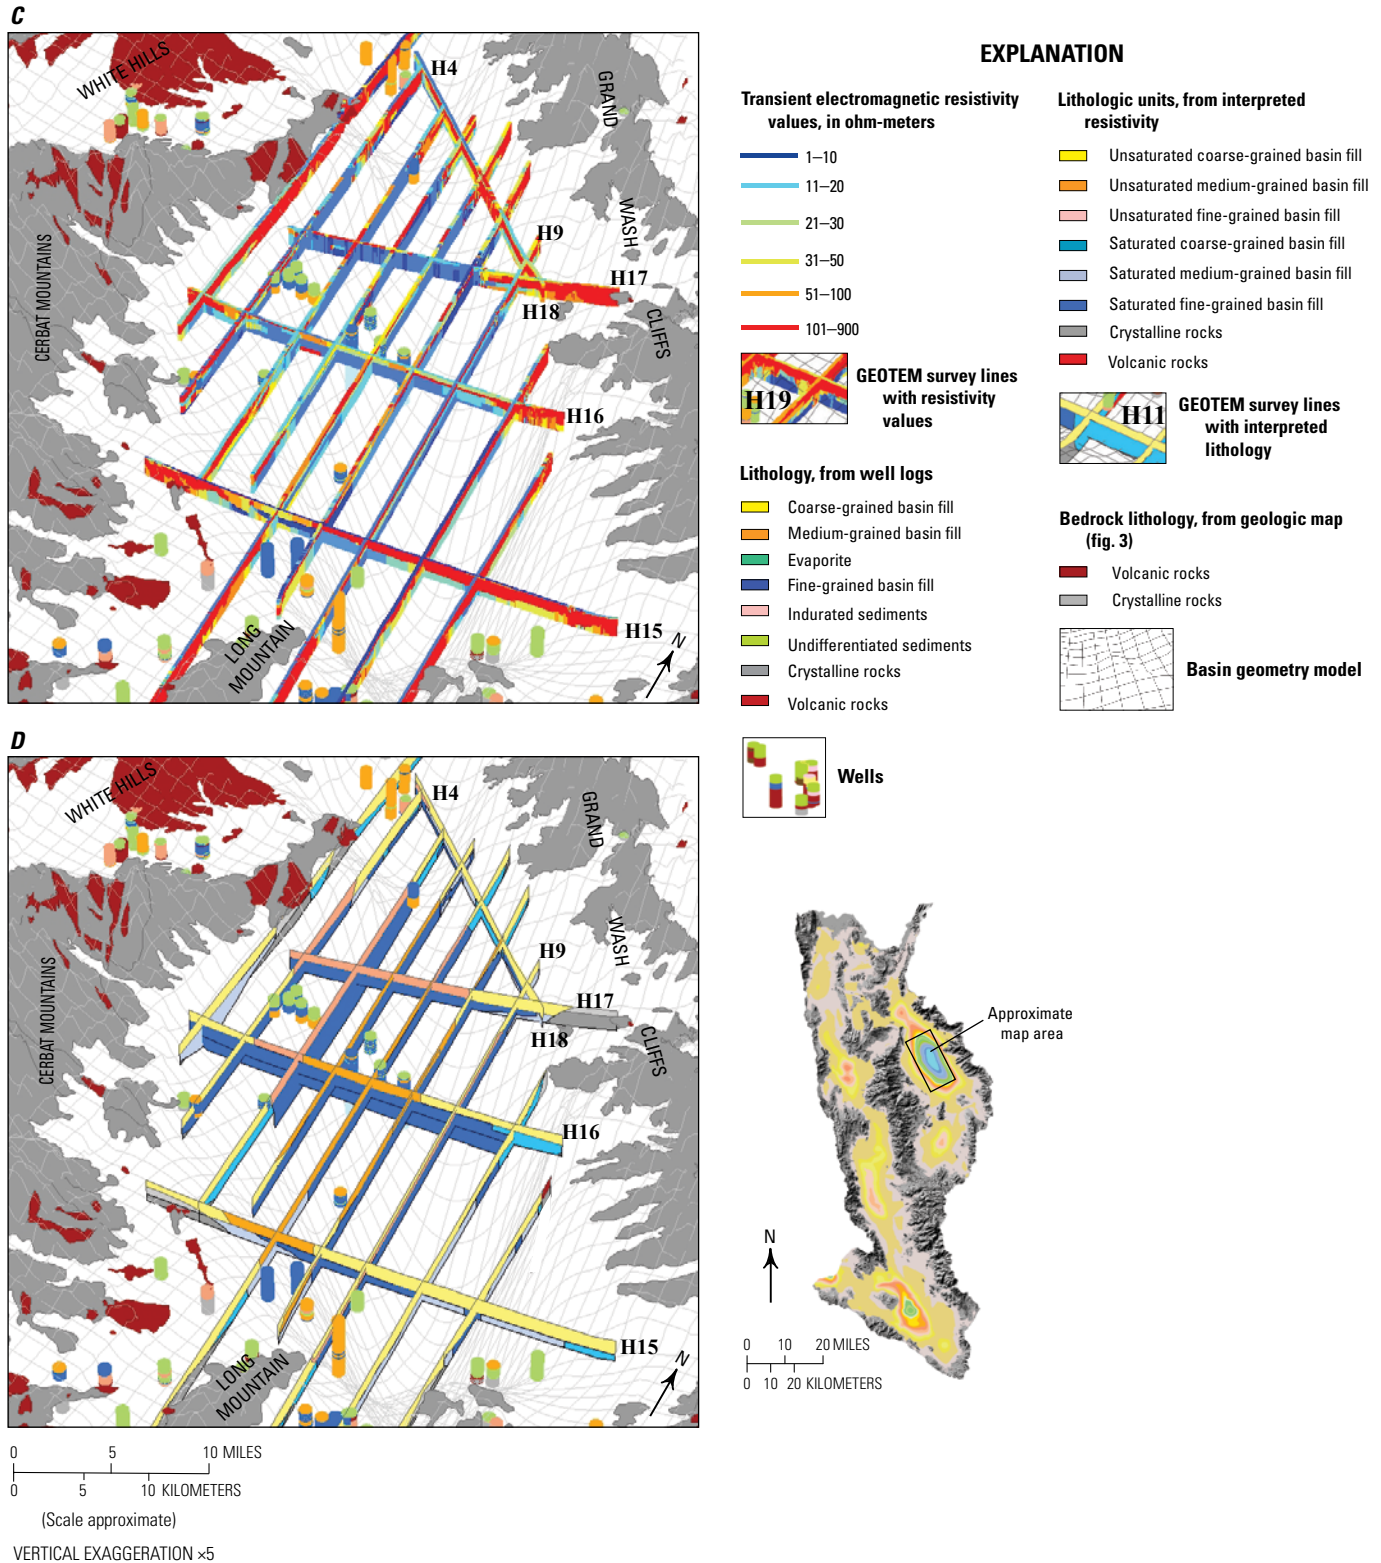 C
WHITE HILLS
H4
GRAND
WASH
CLIFFS
H9
H17
H18
CERBAT MOUNTAINS
H16
H15
LONG
MOUNTAIN
N
EXPLANATION
Transient electromagnetic resistivity
values, in ohm-meters
1–10
11–20
21–30
31–50
51–100
101–900
H19
GEOTEM survey lines
with resistivity
values
Lithology, from well logs
Coarse-grained basin fill
Medium-grained basin fill
Evaporite
Fine-grained basin fill
Indurated sediments
Undifferentiated sediments
Crystalline rocks
Volcanic rocks
Wells
Lithologic units, from interpreted
resistivity
Unsaturated coarse-grained basin fill
Unsaturated medium-grained basin fill
Unsaturated fine-grained basin fill
Saturated coarse-grained basin fill
Saturated medium-grained basin fill
Saturated fine-grained basin fill
Crystalline rocks
Volcanic rocks
H11
GEOTEM survey lines
with interpreted
lithology
Bedrock lithology, from geologic map
(fig. 3)
Volcanic rocks
Crystalline rocks
Basin geometry model
D
WHITE HILLS
H4
GRAND
WASH
CLIFFS
H9
H17
H18
CERBAT MOUNTAINS
H16
H15
LONG
MOUNTAIN
N
0 5 10 MILES
0 5 10 KILOMETERS
(Scale approximate)
VERTICAL EXAGGERATION ×5
Approximate
map area
N
0 10 20 MILES
0 10 20 KILOMETERS